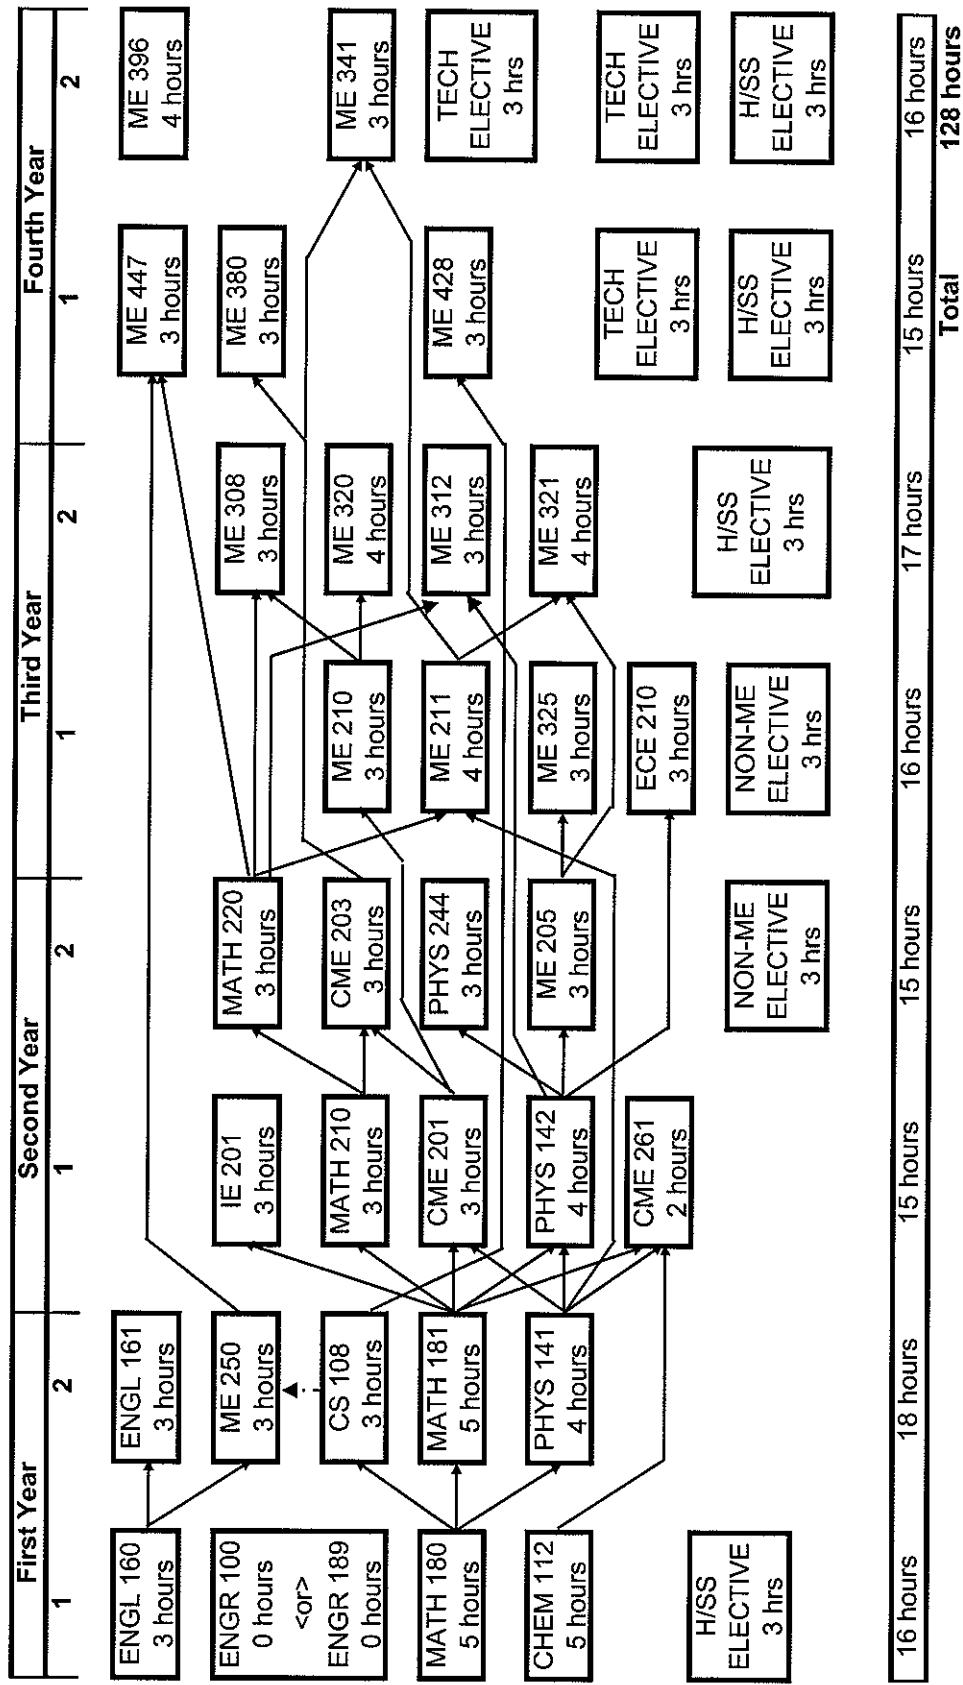 First Year
Second Year
Third Year
Fourth Year
1
2
1
2
1
2
1
2
ENGL 160
3 hours
ENGR 100
0 hours
<or>
ENGR 189
0 hours
MATH 180
5 hours
CHEM 112
5 hours
H/SS
ELECTIVE
3 hrs
16 hours
ENGL 161
3 hours
ME 250
3 hours
CS 108
3 hours
MATH 181
5 hours
PHYS 141
4 hours
18 hours
IE 201
3 hours
MATH 210
3 hours
CME 201
3 hours
PHYS 142
4 hours
CME 261
2 hours
15 hours
MATH 220
3 hours
CME 203
3 hours
PHYS 244
3 hours
ME 205
3 hours
NON-ME
ELECTIVE
3 hrs
15 hours
ME 210
3 hours
ME 211
4 hours
ME 325
3 hours
ECE 210
3 hours
NON-ME
ELECTIVE
3 hrs
16 hours
ME 308
3 hours
ME 320
4 hours
ME 312
3 hours
ME 321
4 hours
H/SS
ELECTIVE
3 hrs
17 hours
ME 447
3 hours
ME 380
3 hours
ME 428
3 hours
TECH
ELECTIVE
3 hrs
H/SS
ELECTIVE
3 hrs
15 hours
ME 396
4 hours
ME 341
3 hours
TECH
ELECTIVE
3 hrs
TECH
ELECTIVE
3 hrs
H/SS
ELECTIVE
3 hrs
16 hours
Total 128 hours